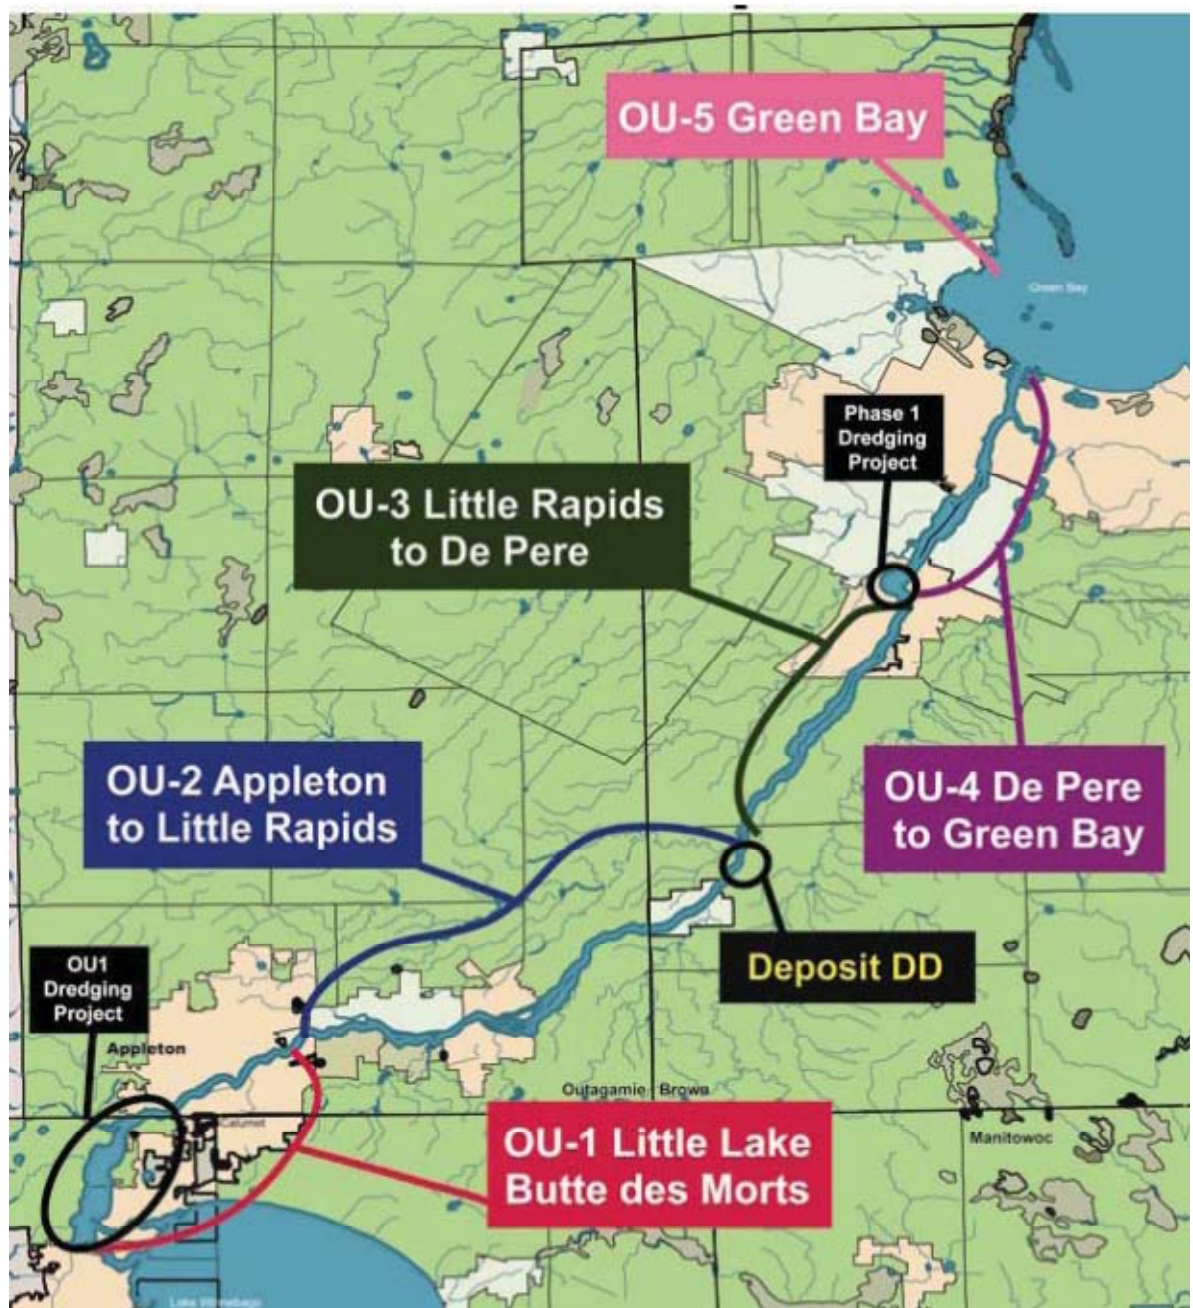 OU-5 Green Bay
Green Bay
Phase 1
Dredging
Project
OU-3 Little Rapids
to De Pere
OU-2 Appleton
to Little Rapids
OU-4 De Pere
to Green Bay
Deposit DD
OU1
Dredging
Project
Appleton
Outagamie Brown
Calumet
OU-1 Little Lake
Butte des Morts
Manitowoc
Lake Winnebago